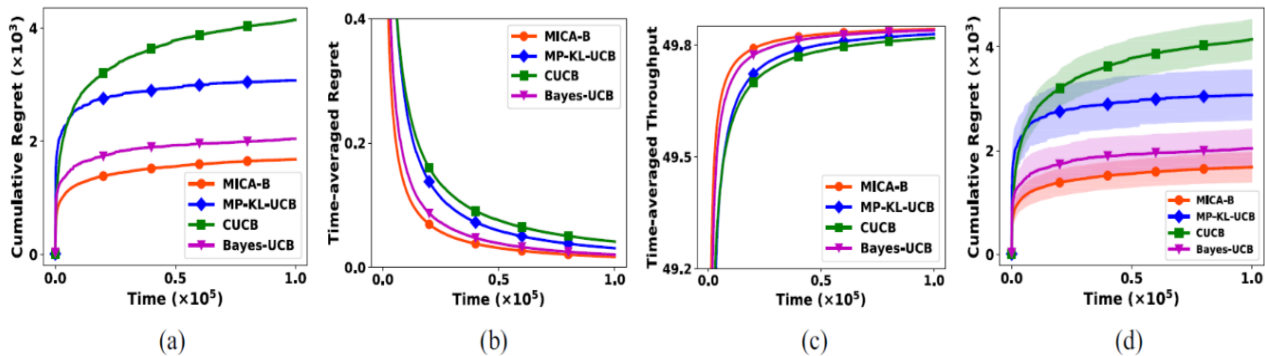 Cumulative Regret (×10³)
4
2
0
0.0
0.5
1.0
Time (×10⁵)
MICA-B
MP-KL-UCB
CUCB
Bayes-UCB
(a)
Time-averaged Regret
0.4
0.2
0.0
0.0
0.5
1.0
Time (×10⁵)
MICA-B
MP-KL-UCB
CUCB
Bayes-UCB
(b)
Time-averaged Throughput
49.8
49.5
49.2
0.0
0.5
1.0
Time (×10⁵)
MICA-B
MP-KL-UCB
CUCB
Bayes-UCB
(c)
Cumulative Regret (×10³)
4
2
0
0.0
0.5
1.0
Time (×10⁵)
MICA-B
MP-KL-UCB
CUCB
Bayes-UCB
(d)